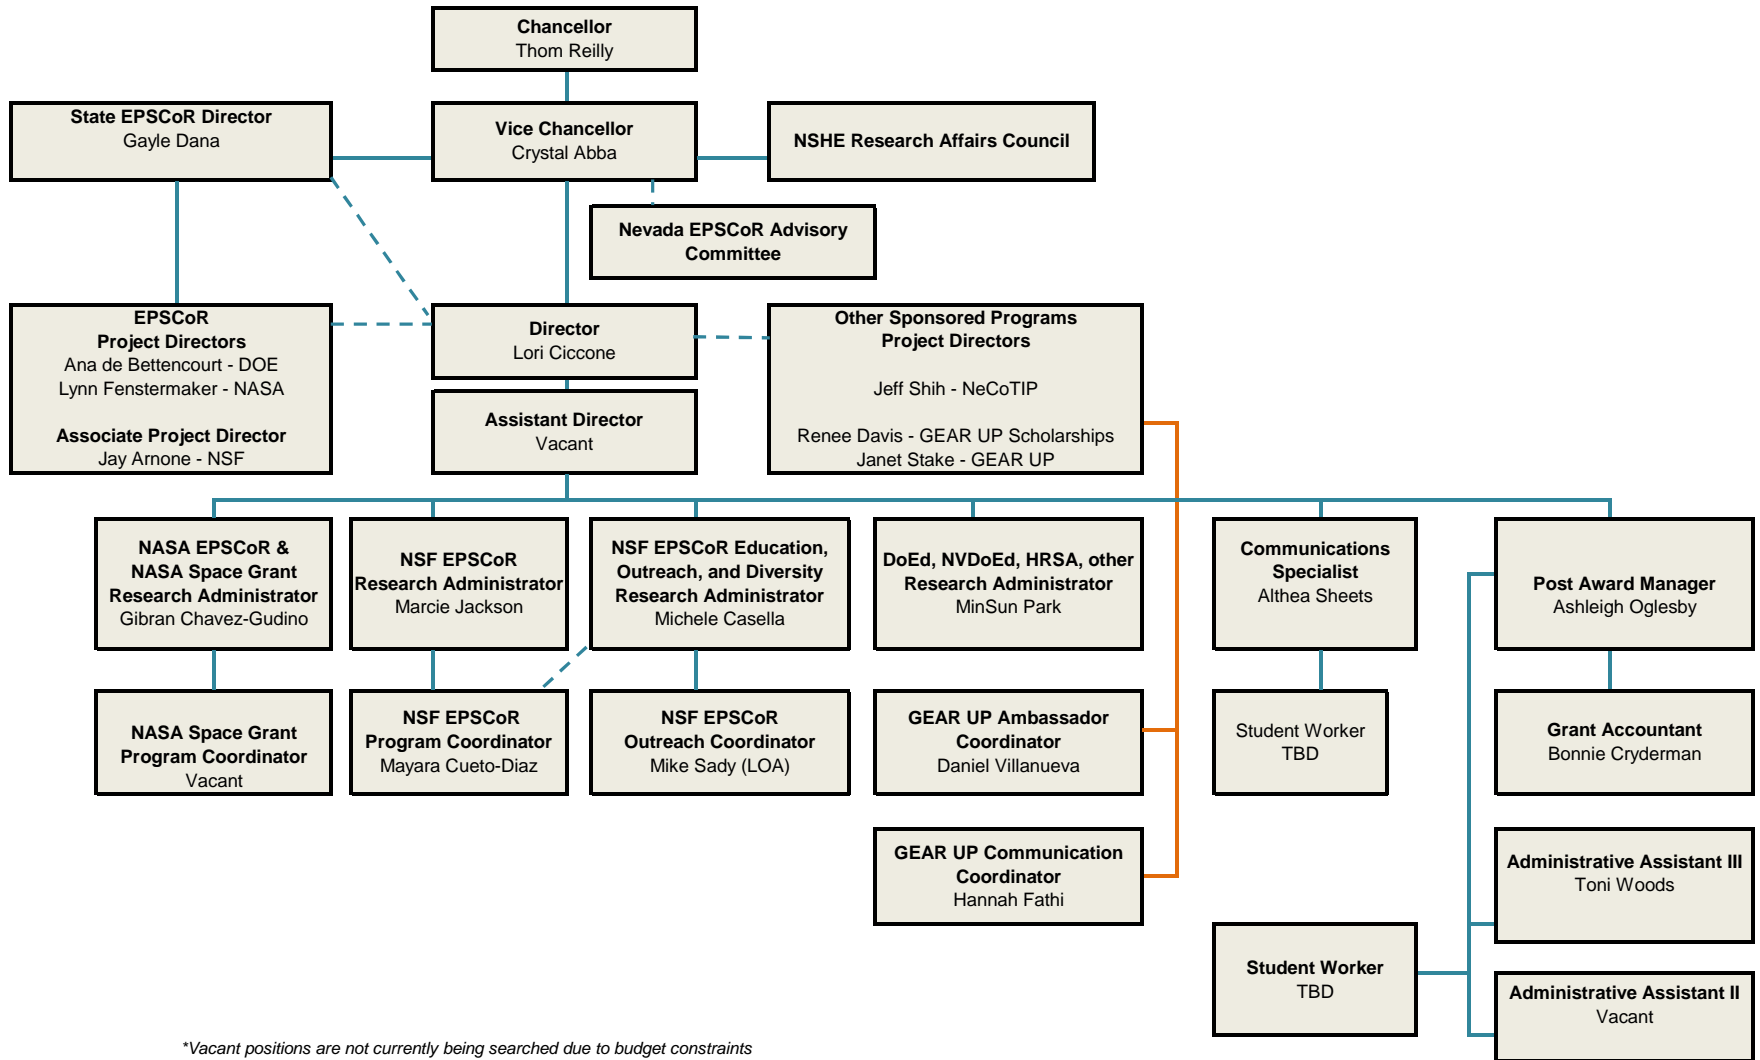 Chancellor
Thom Reilly
State EPSCoR Director
Gayle Dana
Vice Chancellor
Crystal Abba
NSHE Research Affairs Council
Nevada EPSCoR Advisory
Committee
EPSCoR
Project Directors
Ana de Bettencourt - DOE
Lynn Fenstermaker - NASA
Associate Project Director
Jay Arnone - NSF
Director
Lori Ciccone
Assistant Director
Vacant
Other Sponsored Programs
Project Directors
Jeff Shih - NeCoTIP
Renee Davis - GEAR UP Scholarships
Janet Stake - GEAR UP
NASA EPSCoR &
NASA Space Grant
Research Administrator
Gibran Chavez-Gudino
NSF EPSCoR
Research Administrator
Marcie Jackson
NSF EPSCoR Education,
Outreach, and Diversity
Research Administrator
Michele Casella
DoEd, NVDoEd, HRSA, other
Research Administrator
MinSun Park
Communications
Specialist
Althea Sheets
Post Award Manager
Ashleigh Oglesby
NASA Space Grant
Program Coordinator
Vacant
NSF EPSCoR
Program Coordinator
Mayara Cueto-Diaz
NSF EPSCoR
Outreach Coordinator
Mike Sady (LOA)
GEAR UP Ambassador
Coordinator
Daniel Villanueva
Student Worker
TBD
Grant Accountant
Bonnie Cryderman
GEAR UP Communication
Coordinator
Hannah Fathi
Administrative Assistant III
Toni Woods
Student Worker
TBD
Administrative Assistant II
Vacant
*Vacant positions are not currently being searched due to budget constraints